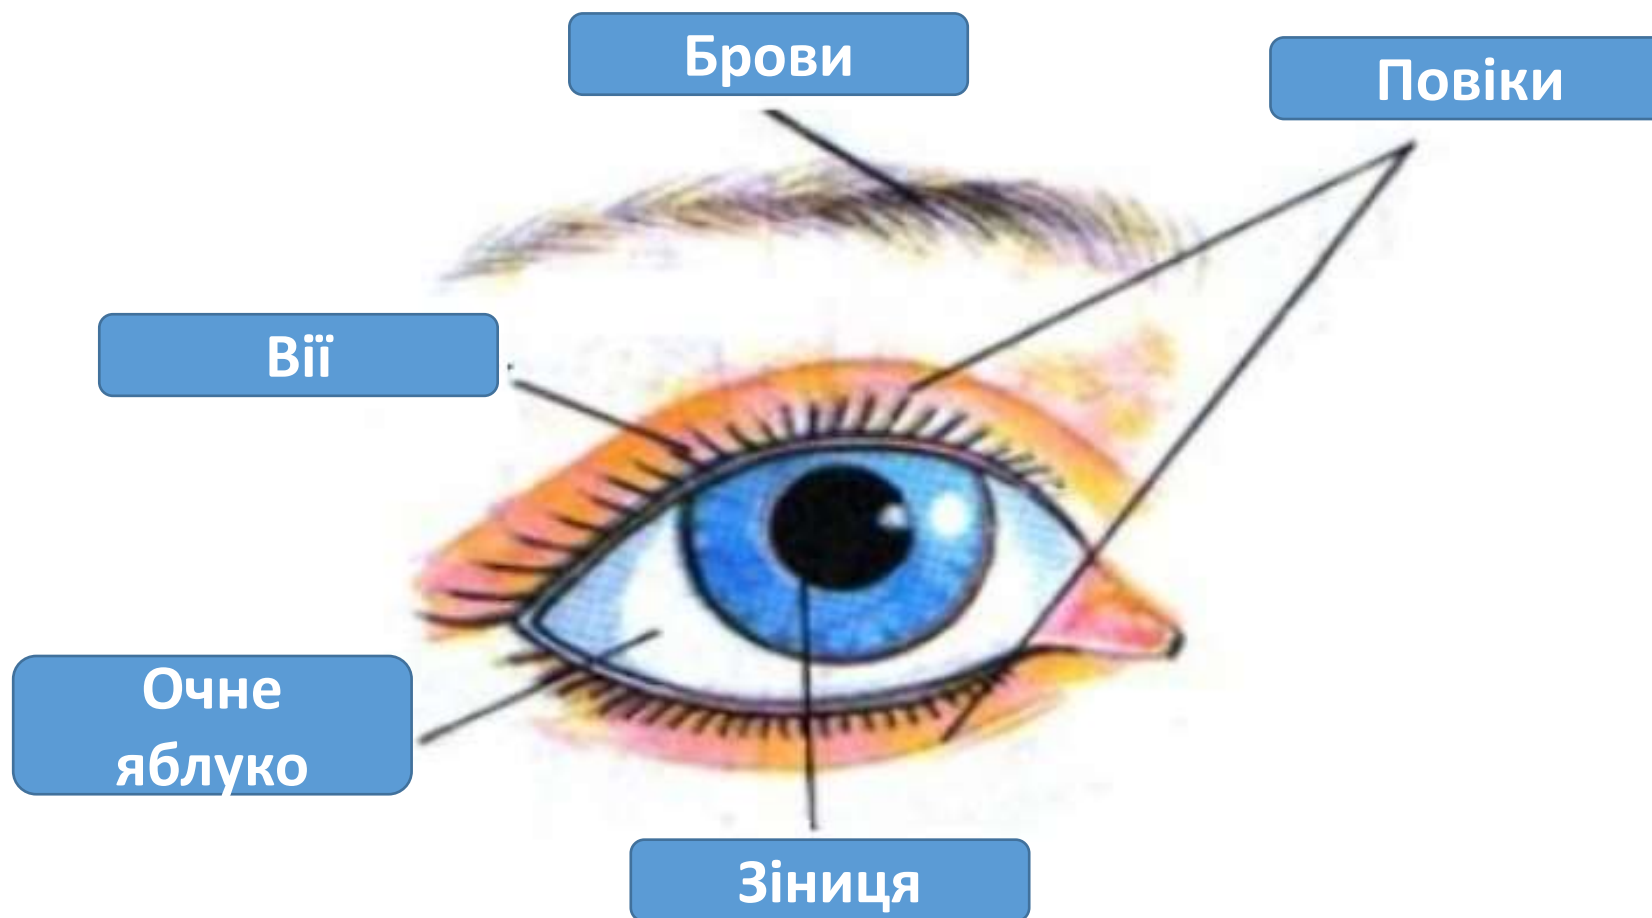 Брови
Повіки
Вії
Очне
яблуко
Зіниця